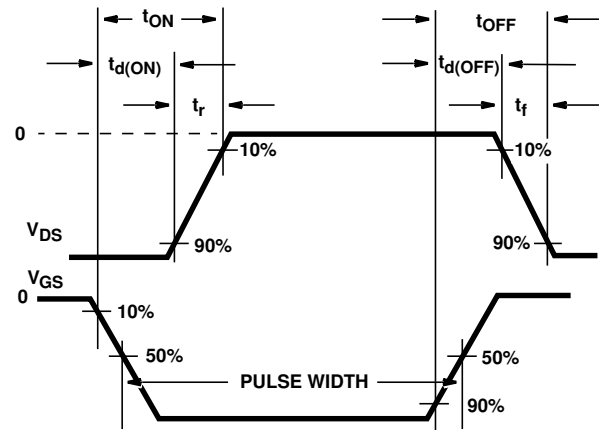 tON tOFF
td(ON) td(OFF)
tr tf
0
10% 10%
VDS
90% 90%
VGS
0
10%
50% 50%
PULSE WIDTH
90%